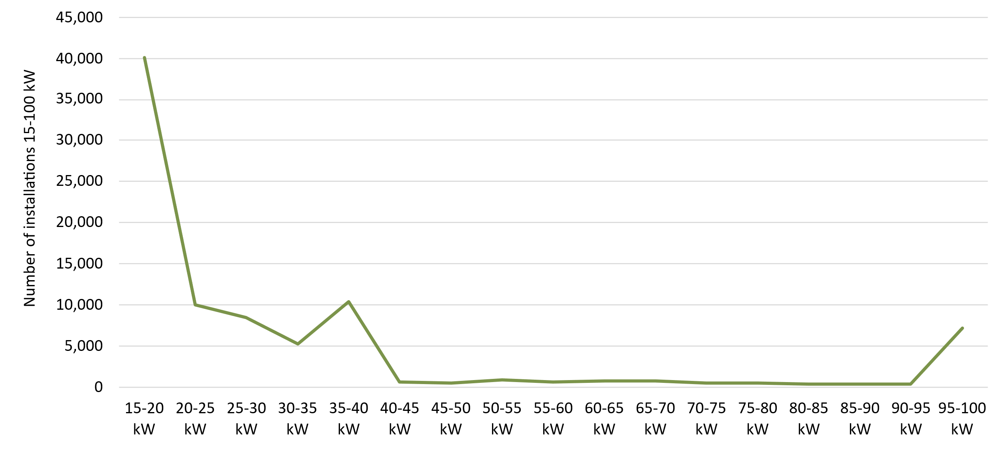 45,000
40,000
35,000
30,000
25,000
20,000
15,000
10,000
5,000
0
Number of installations 15-100 kW
15-20 kW
20-25 kW
25-30 kW
30-35 kW
35-40 kW
40-45 kW
45-50 kW
50-55 kW
55-60 kW
60-65 kW
65-70 kW
70-75 kW
75-80 kW
80-85 kW
85-90 kW
90-95 kW
95-100 kW